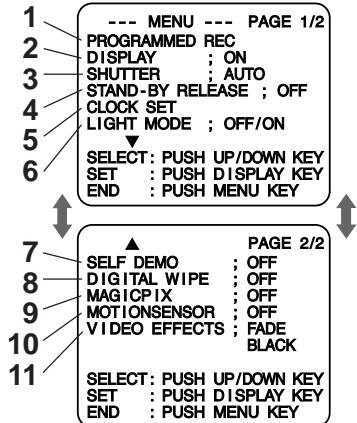 --- MENU --- PAGE 1/2
1 PROGRAMMED REC
2 DISPLAY ; ON
3 SHUTTER ; AUTO
4 STAND-BY RELEASE ; OFF
5 CLOCK SET
6 LIGHT MODE ; OFF/ON
▼
SELECT: PUSH UP/DOWN KEY
SET : PUSH DISPLAY KEY
END : PUSH MENU KEY
▲ PAGE 2/2
7 SELF DEMO ; OFF
8 DIGITAL WIPE ; OFF
9 MAGICPIX ; OFF
10 MOTIONSENSOR ; OFF
11 VIDEO EFFECTS ; FADE
BLACK
SELECT: PUSH UP/DOWN KEY
SET : PUSH DISPLAY KEY
END : PUSH MENU KEY